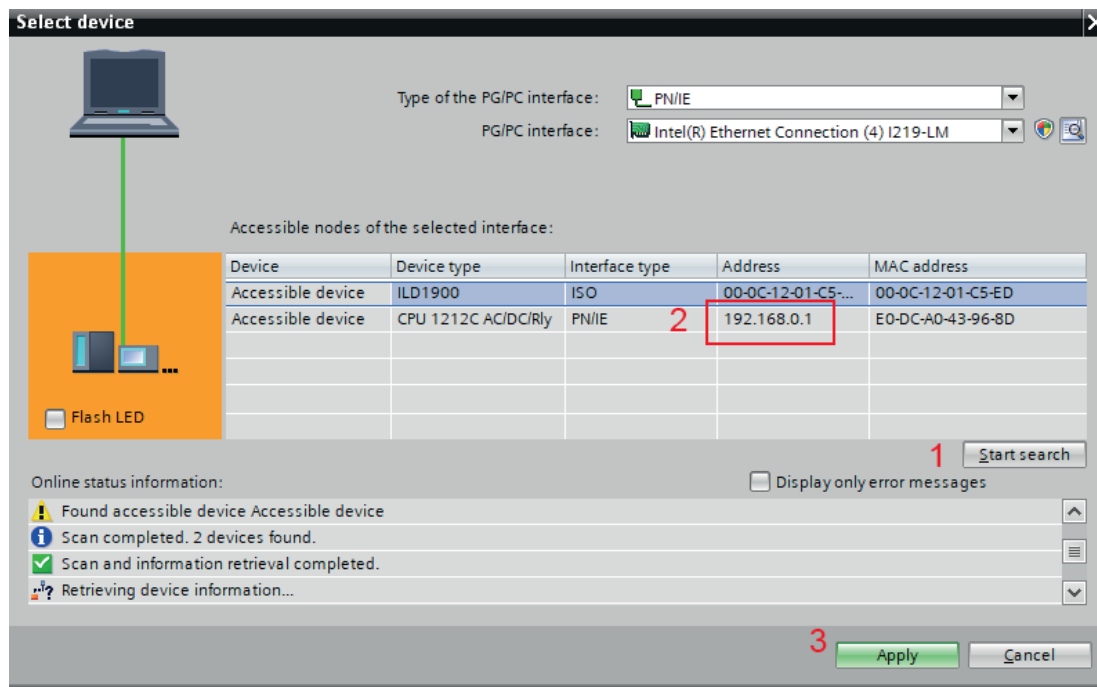 Select device
Type of the PG/PC interface: PN/IE
PG/PC interface: Intel(R) Ethernet Connection (4) I219-LM
Accessible nodes of the selected interface:
Device Device type Interface type Address MAC address
Accessible device ILD1900 ISO 00-0C-12-01-C5-... 00-0C-12-01-C5-ED
Accessible device CPU 1212C AC/DC/Rly PN/IE 2 192.168.0.1 E0-DC-A0-43-96-8D
...
Flash LED
1 Start search
Online status information: Display only error messages
Found accessible device Accessible device
Scan completed. 2 devices found.
Scan and information retrieval completed.
Retrieving device information...
3 Apply Cancel